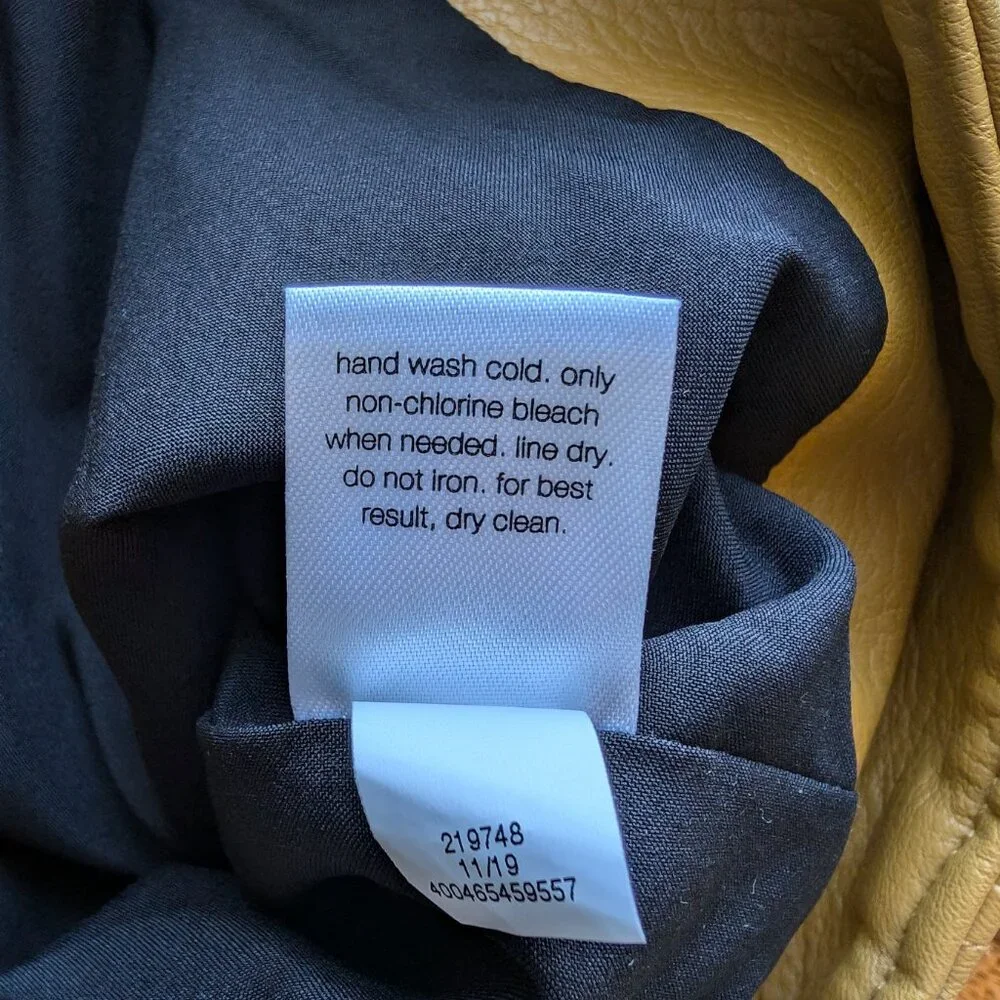 hand wash cold. only
non-chlorine bleach
when needed. line dry.
do not iron. for best
result, dry clean.
219748
11/19
400465459557